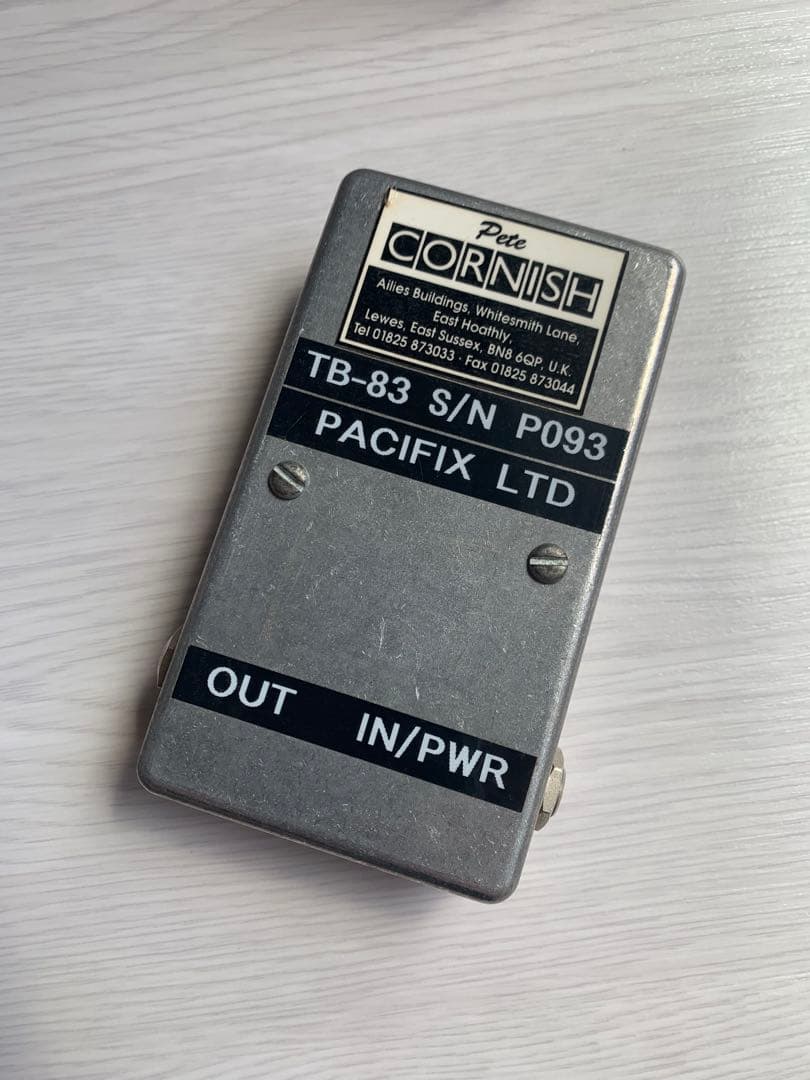 Pete
CORNISH
Allies Buildings, Whitesmith Lane,
East Hoathly,
Lewes, East Sussex, BN8 6QP, U.K.
Tel 01825 873033 · Fax 01825 873044
TB-83 S/N P093
PACIFIX LTD
OUT IN/PWR